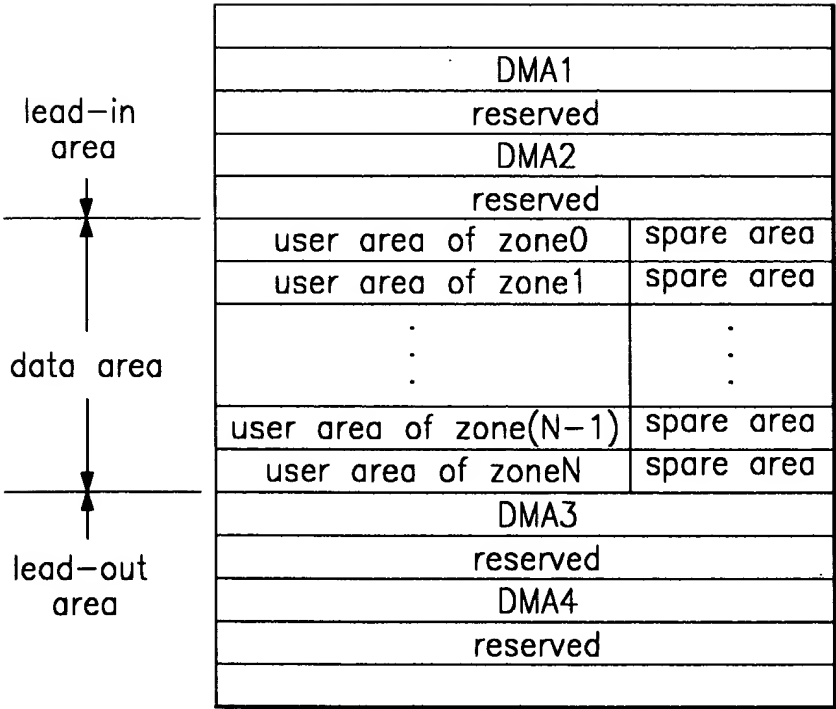 DMA1
lead-in
area
reserved
DMA2
reserved
user area of zone0 spare area
user area of zone1 spare area
data area
user area of zone(N-1) spare area
user area of zoneN spare area
DMA3
lead-out
area
reserved
DMA4
reserved